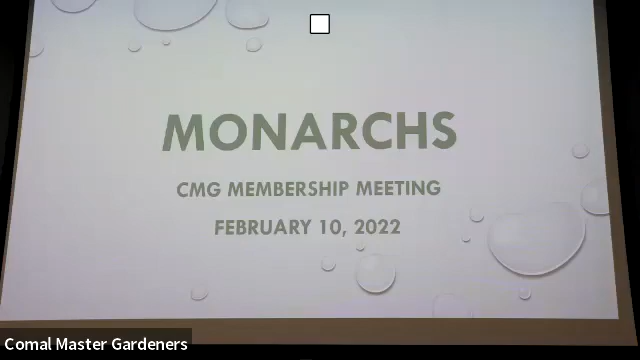 MONARCHS
CMG MEMBERSHIP MEETING
FEBRUARY 10, 2022
Comal Master Gardeners